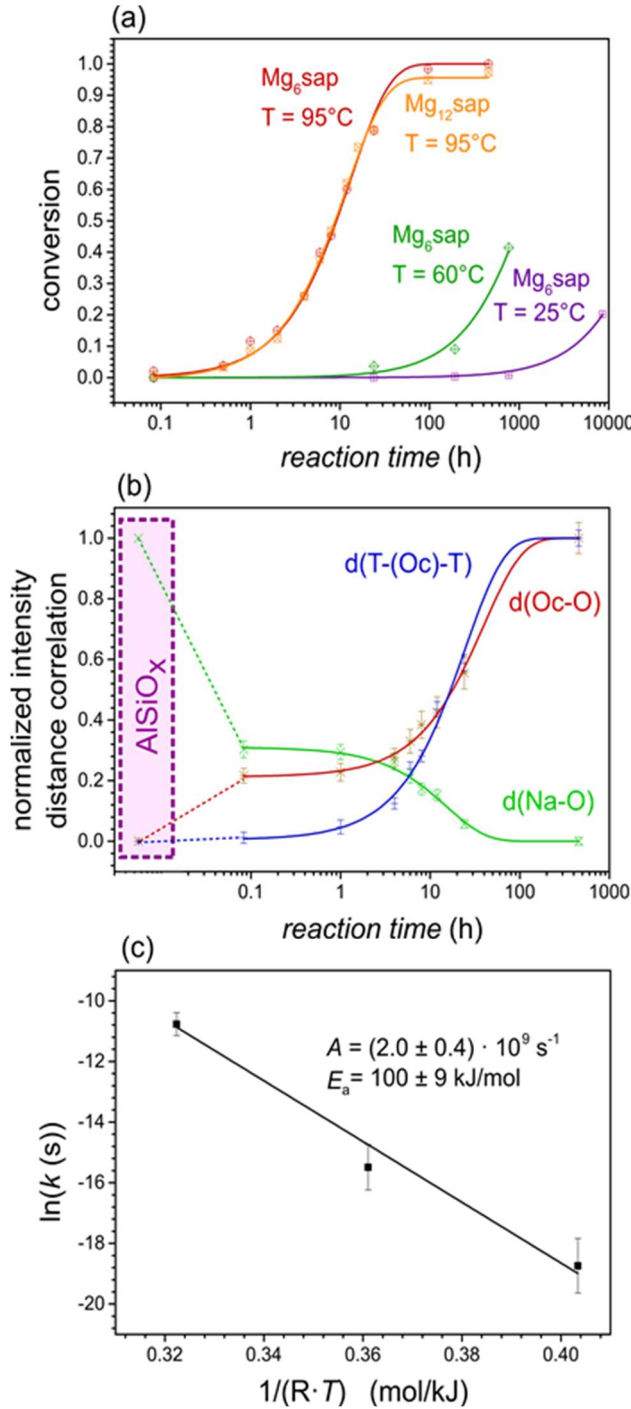 (a)
conversion
1.0
0.9
0.8
0.7
0.6
0.5
0.4
0.3
0.2
0.1
0.0
Mg6sap
T = 95°C
Mg12sap
T = 95°C
Mg6sap
T = 60°C
Mg6sap
T = 25°C
0.1 1 10 100 1000 10000
reaction time (h)
(b)
normalized intensity
distance correlation
1.0
0.8
0.6
0.4
0.2
0.0
AlSiOx
d(T-(Oc)-T)
d(Oc-O)
d(Na-O)
0.1 1 10 100 1000
reaction time (h)
(c)
ln(k (s))
-10
-12
-14
-16
-18
-20
A = (2.0 ± 0.4) · 10⁹ s⁻¹
Ea = 100 ± 9 kJ/mol
0.32 0.34 0.36 0.38 0.40
1/(R·T) (mol/kJ)